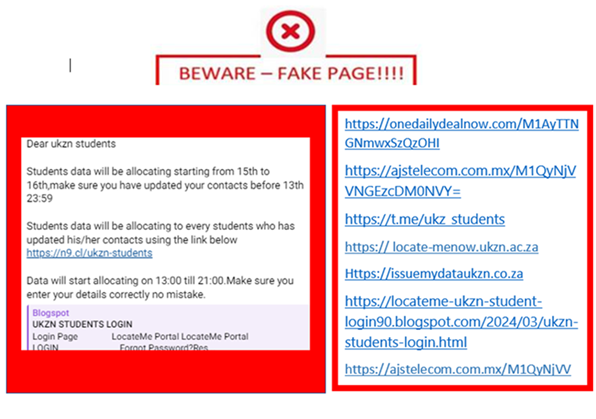 BEWARE – FAKE PAGE!!!!
Dear ukzn students
Students data will be allocating starting from 15th to
16th,make sure you have updated your contacts before 13th
23:59
Students data will be allocating to every students who has
updated his/her contacts using the link below
https://n9.cl/ukzn-students
Data will start allocating on 13:00 till 21:00.Make sure you
enter your details correctly no mistake.
Blogspot
UKZN STUDENTS LOGIN
Login Page LocateMe Portal LocateMe Portal
LOGIN Forgot Password?Res
https://onedailydealnow.com/M1AyTTN
GNmwxSzQzOHI
https://ajstelecom.com.mx/M1QyNjV
VNGEzcDM0NVY=
https://t.me/ukz_students
https:// locate-menow.ukzn.ac.za
Https://issuemydataukzn.co.za
https://locateme-ukzn-student-
login90.blogspot.com/2024/03/ukzn-
students-login.html
https://ajstelecom.com.mx/M1QyNjVV